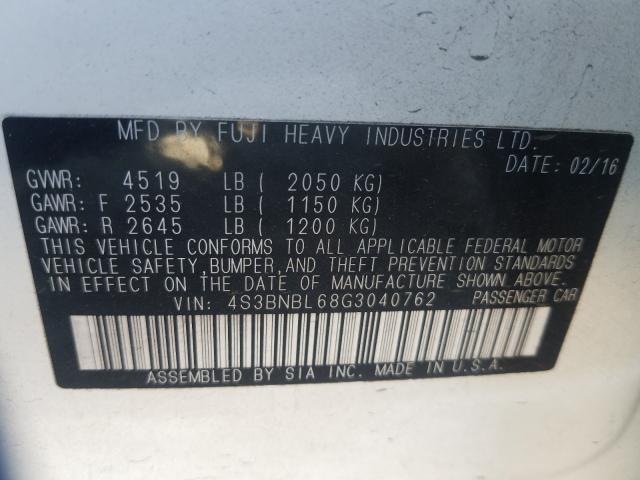 MFD BY FUJI HEAVY INDUSTRIES LTD.
DATE: 02/16
GVWR: 4519 LB ( 2050 KG)
GAWR: F 2535 LB ( 1150 KG)
GAWR: R 2645 LB ( 1200 KG)
THIS VEHICLE CONFORMS TO ALL APPLICABLE FEDERAL MOTOR
VEHICLE SAFETY, BUMPER, AND THEFT PREVENTION STANDARDS
IN EFFECT ON THE DATE OF MANUFACTURE SHOWN ABOVE.
VIN: 4S3BNBL68G3040762 PASSENGER CAR
ASSEMBLED BY SIA INC. MADE IN U.S.A.